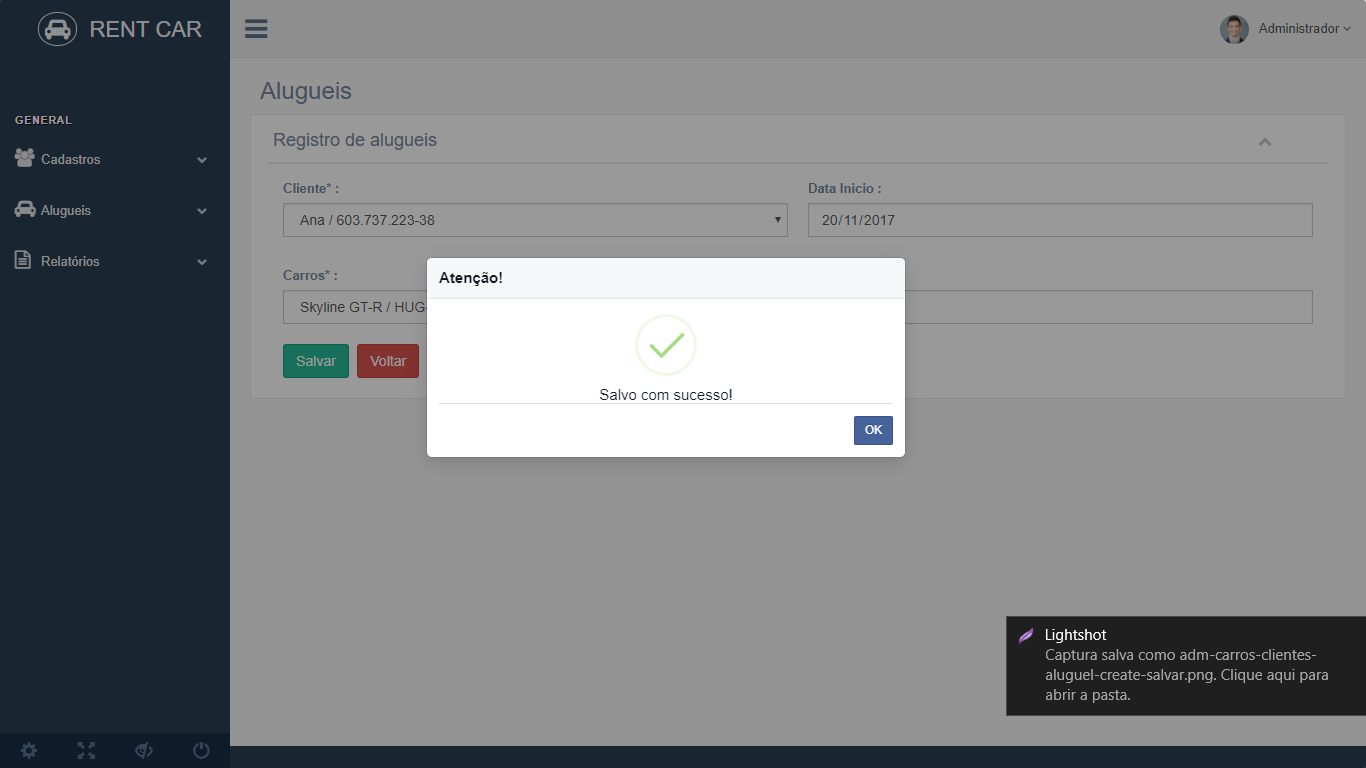 RENT CAR
Administrador
Alugueis
GENERAL
Registro de alugueis
Cadastros
Cliente* :
Data Inicio :
Alugueis
Ana / 603.737.223-38
20/11/2017
Relatórios
Carros* :
Atenção!
Skyline GT-R / HUG
Salvar
Voltar
Salvo com sucesso!
OK
Lightshot
Captura salva como adm-carros-clientes-
aluguel-create-salvar.png. Clique aqui para
abrir a pasta.